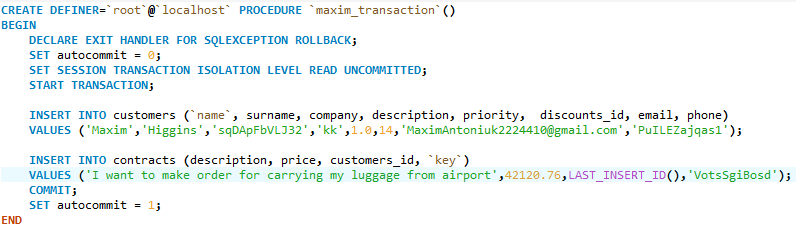 CREATE DEFINER=`root`@`localhost` PROCEDURE `maxim_transaction`()
BEGIN
DECLARE EXIT HANDLER FOR SQLEXCEPTION ROLLBACK;
SET autocommit = 0;
SET SESSION TRANSACTION ISOLATION LEVEL READ UNCOMMITTED;
START TRANSACTION;
INSERT INTO customers (`name`, surname, company, description, priority,  discounts_id, email, phone)
VALUES ('Maxim','Higgins','sqDApFbVLJ32','kk',1.0,14,'MaximAntoniuk2224410@gmail.com','PuILEZajqas1');
INSERT INTO contracts (description, price, customers_id, `key`)
VALUES ('I want to make order for carrying my luggage from airport',42120.76,LAST_INSERT_ID(),'VotsSgiBosd');
COMMIT;
SET autocommit = 1;
END